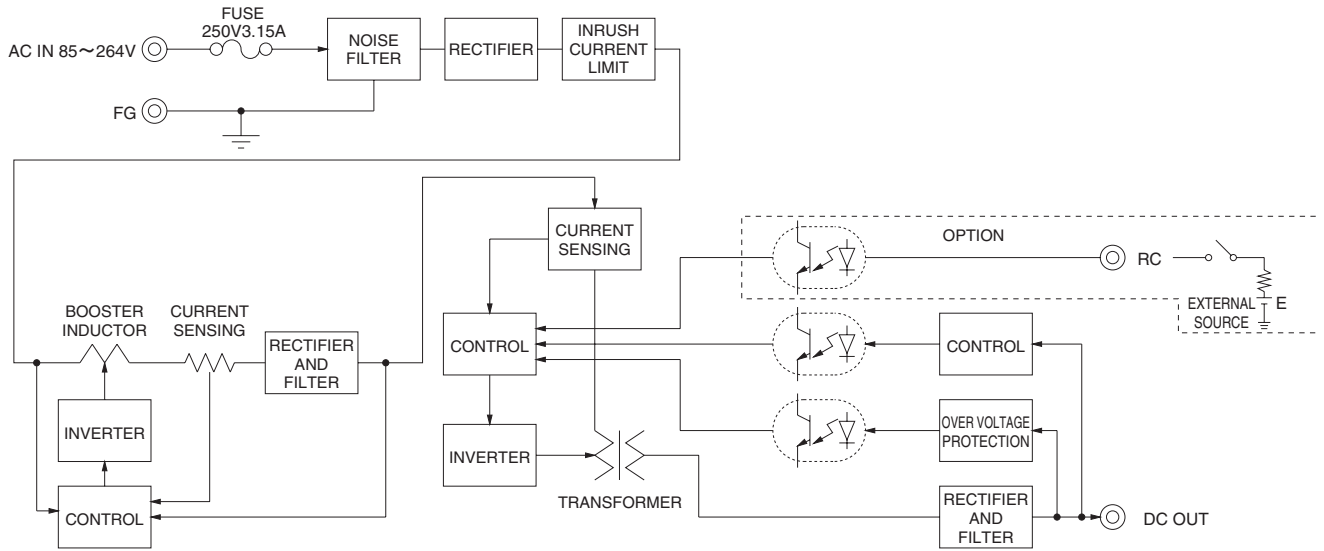 FUSE
250V3.15A
AC IN 85～264V
NOISE
FILTER
RECTIFIER
INRUSH
CURRENT
LIMIT
FG
CURRENT
SENSING
OPTION
RC
EXTERNAL
SOURCE
E
BOOSTER
INDUCTOR
CURRENT
SENSING
RECTIFIER
AND
FILTER
CONTROL
CONTROL
INVERTER
INVERTER
OVER VOLTAGE
PROTECTION
TRANSFORMER
CONTROL
RECTIFIER
AND
FILTER
DC OUT